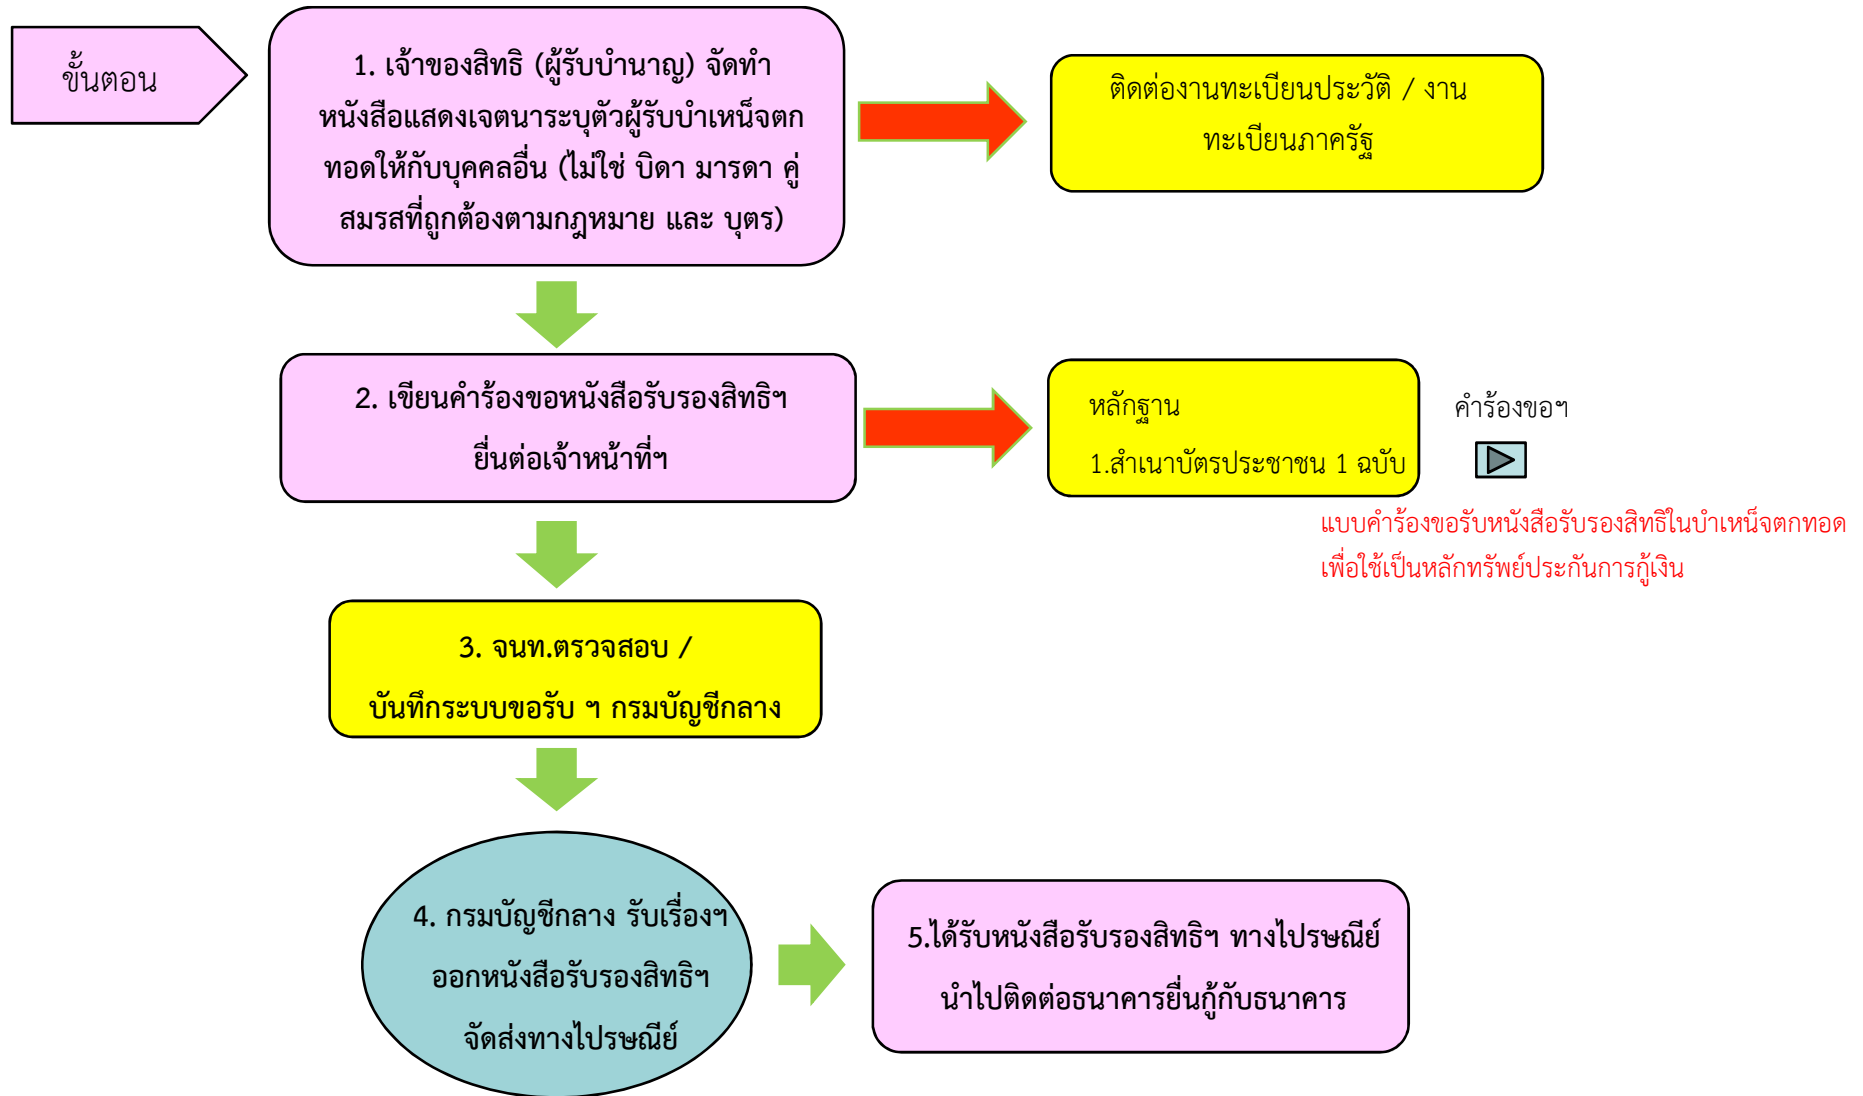 ขั้นตอน
1. เจ้าของสิทธิ (ผู้รับบำนาญ) จัดทำ
หนังสือแสดงเจตนาระบุตัวผู้รับบำเหน็จตก
ทอดให้กับบุคคลอื่น (ไม่ใช่ บิดา มารดา คู่
สมรสที่ถูกต้องตามกฎหมาย และ บุตร)
ติดต่องานทะเบียนประวัติ / งาน
ทะเบียนภาครัฐ
2. เขียนคำร้องขอหนังสือรับรองสิทธิฯ
ยื่นต่อเจ้าหน้าที่ฯ
หลักฐาน
1.สำเนาบัตรประชาชน 1 ฉบับ
คำร้องขอฯ
แบบคำร้องขอรับหนังสือรับรองสิทธิในบำเหน็จตกทอด
เพื่อใช้เป็นหลักทรัพย์ประกันการกู้เงิน
3. จนท.ตรวจสอบ /
บันทึกระบบขอรับ ฯ กรมบัญชีกลาง
4. กรมบัญชีกลาง รับเรื่องฯ
ออกหนังสือรับรองสิทธิฯ
จัดส่งทางไปรษณีย์
5.ได้รับหนังสือรับรองสิทธิฯ ทางไปรษณีย์
นำไปติดต่อธนาคารยื่นกู้กับธนาคาร